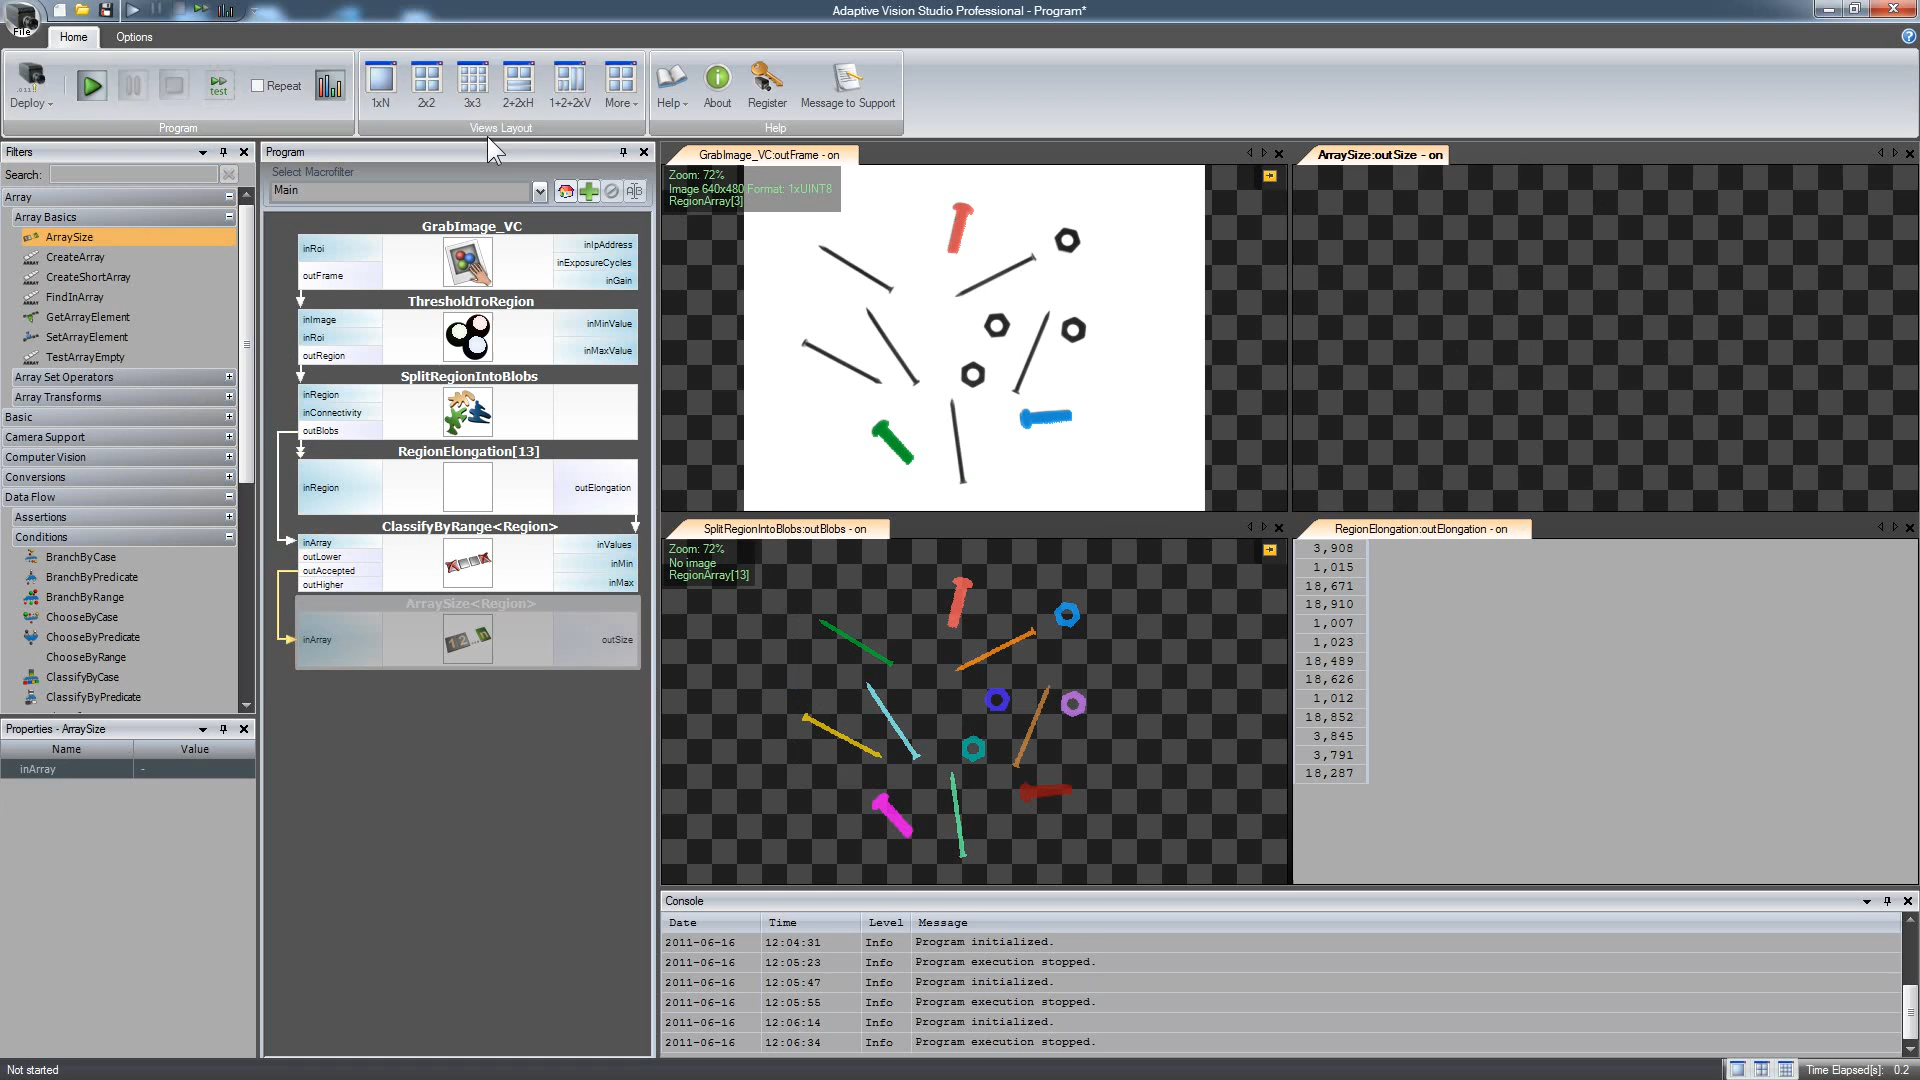 Adaptive Vision Studio Professional - Program*
File
Home
Options
Deploy
test
Repeat
Program
1xN
2x2
3x3
2+2xH
1+2+2xV
More
Views Layout
Help
About
Register
Message to Support
Help
Filters
Search:
Array
Array Basics
ArraySize
CreateArray
CreateShortArray
FindInArray
GetArrayElement
SetArrayElement
TestArrayEmpty
Array Set Operators
Array Transforms
Basic
Camera Support
Computer Vision
Conversions
Data Flow
Assertions
Conditions
BranchByCase
BranchByPredicate
BranchByRange
ChooseByCase
ChooseByPredicate
ChooseByRange
ClassifyByCase
ClassifyByPredicate
Properties - ArraySize
Name Value
inArray -
Program
Select Macrofilter
Main
GrabImage_VC
inRoi
outFrame
inIpAddress
inExposureCycles
inGain
ThresholdToRegion
inImage
inRoi
outRegion
inMinValue
inMaxValue
SplitRegionIntoBlobs
inRegion
inConnectivity
outBlobs
RegionElongation[13]
inRegion
outElongation
ClassifyByRange<Region>
inArray
outLower
outAccepted
outHigher
inValues
inMin
inMax
ArraySize<Region>
inArray
12...n
outSize
GrabImage_VC:outFrame - on
Zoom: 72%
Image 640x480 Format: 1xUINT8
RegionArray[3]
ArraySize:outSize - on
SplitRegionIntoBlobs:outBlobs - on
Zoom: 72%
No image
RegionArray[13]
RegionElongation:outElongation - on
3,908
1,015
18,671
18,910
1,007
1,023
18,489
18,626
1,012
18,852
3,845
3,791
18,287
Console
Date Time Level Message
2011-06-16 12:04:31 Info Program initialized.
2011-06-16 12:05:23 Info Program execution stopped.
2011-06-16 12:05:47 Info Program initialized.
2011-06-16 12:05:55 Info Program execution stopped.
2011-06-16 12:06:14 Info Program initialized.
2011-06-16 12:06:34 Info Program execution stopped.
Not started
Time Elapsed[s]: 0.2